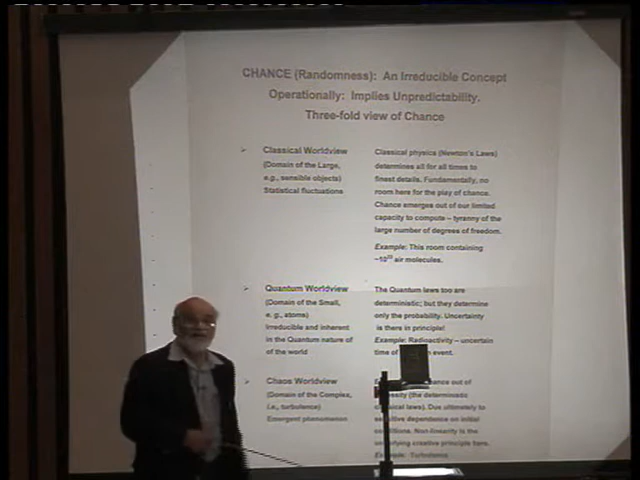 CHANCE (Randomness): An Irreducible Concept
Operationally: Implies Unpredictability.
Three-fold view of Chance
Classical Worldview
(Domain of the Large,
e.g., sensible objects)
Statistical fluctuations
Classical physics (Newton's Laws)
determines all for all times to
finest details. Fundamentally, no
room here for the play of chance.
Chance emerges out of our limited
capacity to compute – tyranny of the
large number of degrees of freedom.
Example: This room containing
air molecules.
Quantum Worldview
(Domain of the Small,
e. g., atoms)
Irreducible and inherent
in the Quantum nature of
of the world
The Quantum laws too are
deterministic; but they determine
only the probability. Uncertainty
is there in principle!
Example: Radioactivity – uncertain
time of event.
Chaos Worldview
(Domain of the Complex,
i.e., turbulence)
Emergent phenomenon
out of
(the deterministic
laws). Due ultimately to
dependence on initial
Non-linearity is the
creative principle here.
Example: Turbulence